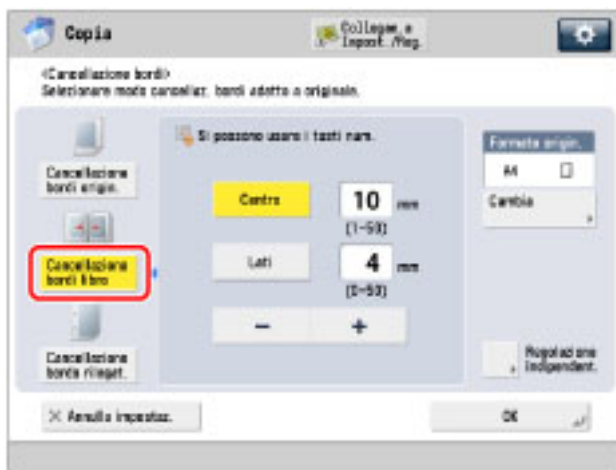 Copia
Collegam. a
Impost./Reg.
<Cancellazione bordi>
Selezionare modo cancellaz. bordi adatto a originale.
Cancellazione
bordi origin.
Cancellazione
bordi libro
Cancellazione
bordo rilegat.
Si possono usare i tasti num.
Centro
10 mm
(1-50)
Lati
4 mm
(0-50)
- +
Formato origin.
A4
Cambia
Regolazione
indipendent.
Annulla impostaz.
OK